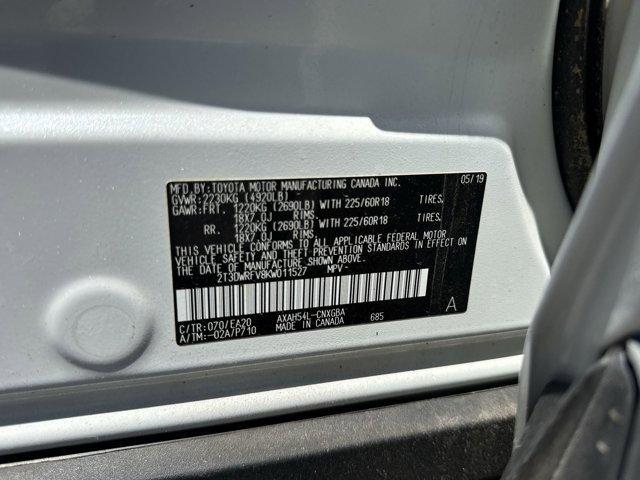 MFD.BY:TOYOTA MOTOR MANUFACTURING CANADA INC. 05/19
GVWR:2230KG (4920LB)
GAWR:FRT. 1220KG (2690LB) WITH 225/60R18 TIRES,
18X7.0J RIMS,
RR. 1220KG (2690LB) WITH 225/60R18 TIRES,
18X7.0J RIMS,
THIS VEHICLE CONFORMS TO ALL APPLICABLE FEDERAL MOTOR
VEHICLE SAFETY AND THEFT PREVENTION STANDARDS IN EFFECT ON
THE DATE OF MANUFACTURE SHOWN ABOVE.
2T3DWRFV8KW011527 MPV
C/TR:070/EA20 AXAH54L-CNXGBA A
A/TM:-02A/P710 MADE IN CANADA 685